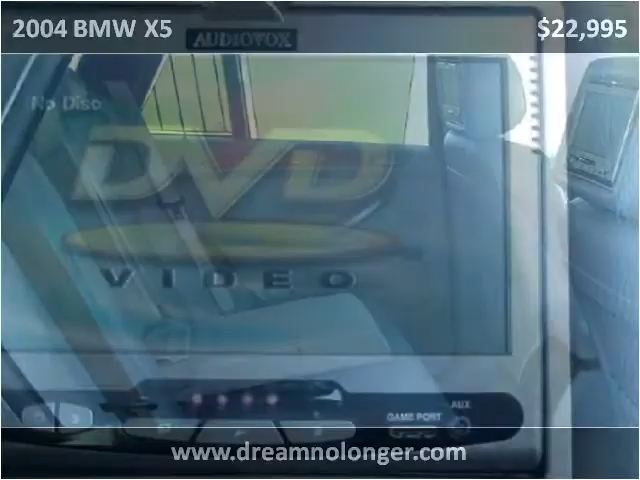 2004 BMW X5
$22,995
AUDIOVOX
No Disc
DVD
VIDEO
GAME PORT
AUX
www.dreamnolonger.com